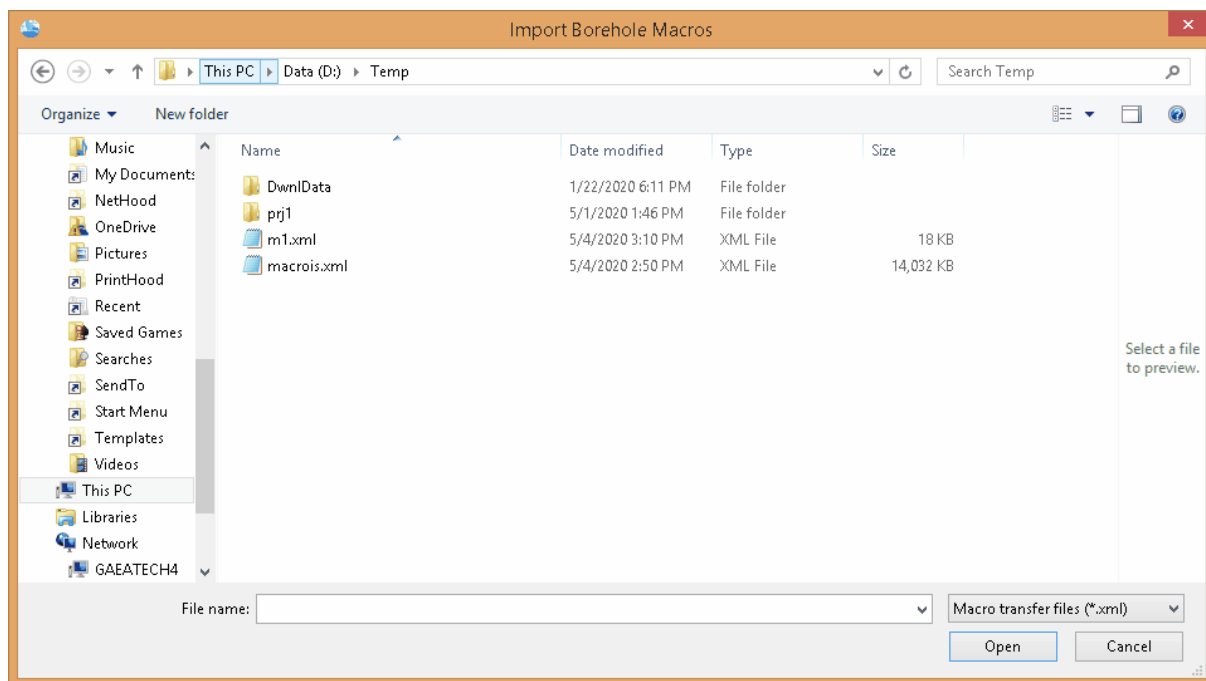 Import Borehole Macros
This PC Data (D:) Temp
Search Temp
Organize New folder
Name Date modified Type Size
Music
My Documents
NetHood
OneDrive
Pictures
PrintHood
Recent
Saved Games
Searches
SendTo
Start Menu
Templates
Videos
This PC
Libraries
Network
GAEATECH4
DwnlData 1/22/2020 6:11 PM File folder
prj1 5/1/2020 1:46 PM File folder
m1.xml 5/4/2020 3:10 PM XML File 18 KB
macrois.xml 5/4/2020 2:50 PM XML File 14,032 KB
Select a file
to preview.
File name:
Macro transfer files (*.xml)
Open Cancel